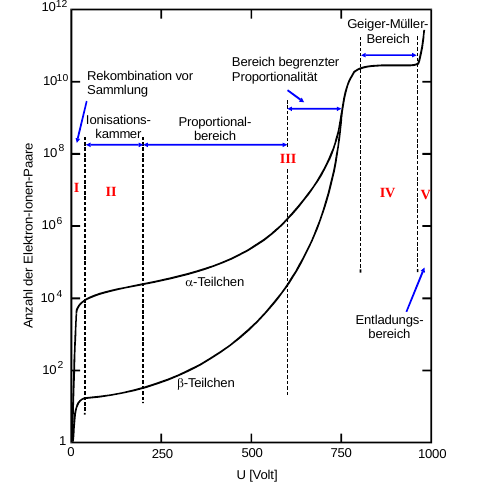 10^12
Geiger-Müller-
Bereich
Bereich begrenzter
Proportionalität
Rekombination vor
Sammlung
10^10
Ionisations-
kammer
Proportional-
bereich
10^8
III
I
II
IV
V
Anzahl der Elektron-Ionen-Paare
10^6
α-Teilchen
10^4
Entladungs-
bereich
10^2
β-Teilchen
1
0
250
500
750
1000
U [Volt]